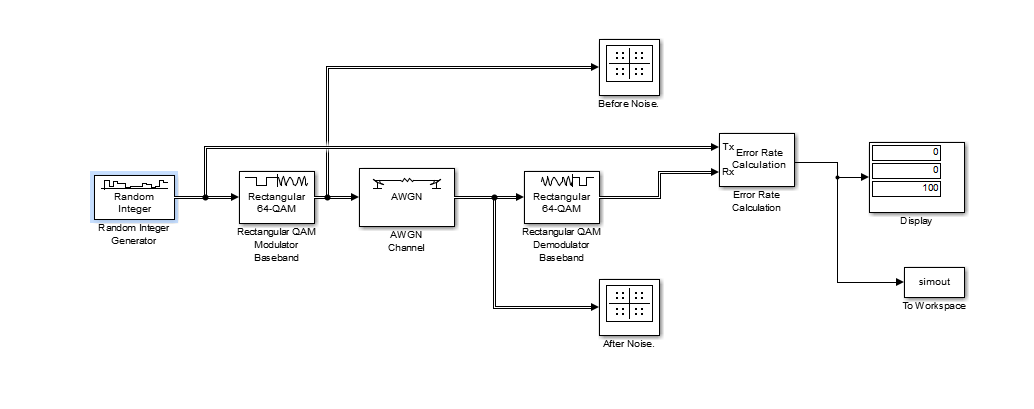 Before Noise.
Tx
Rx
Error Rate
Calculation
Error Rate
Calculation
0
0
100
Display
Random
Integer
Random Integer
Generator
Rectangular
64-QAM
Rectangular QAM
Modulator
Baseband
AWGN
AWGN
Channel
Rectangular
64-QAM
Rectangular QAM
Demodulator
Baseband
simout
To Workspace
After Noise.